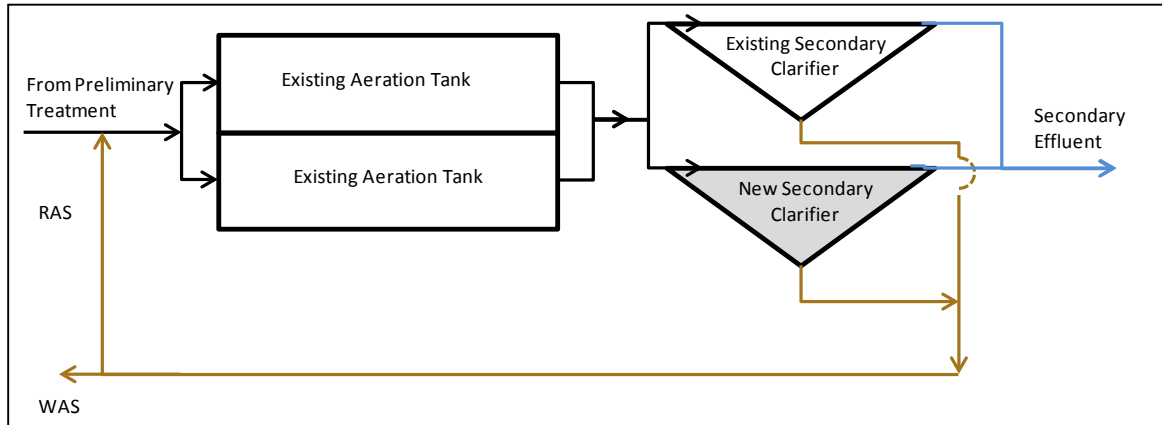 From Preliminary
Treatment
Existing Aeration Tank
Existing Aeration Tank
Existing Secondary
Clarifier
New Secondary
Clarifier
Secondary
Effluent
RAS
WAS